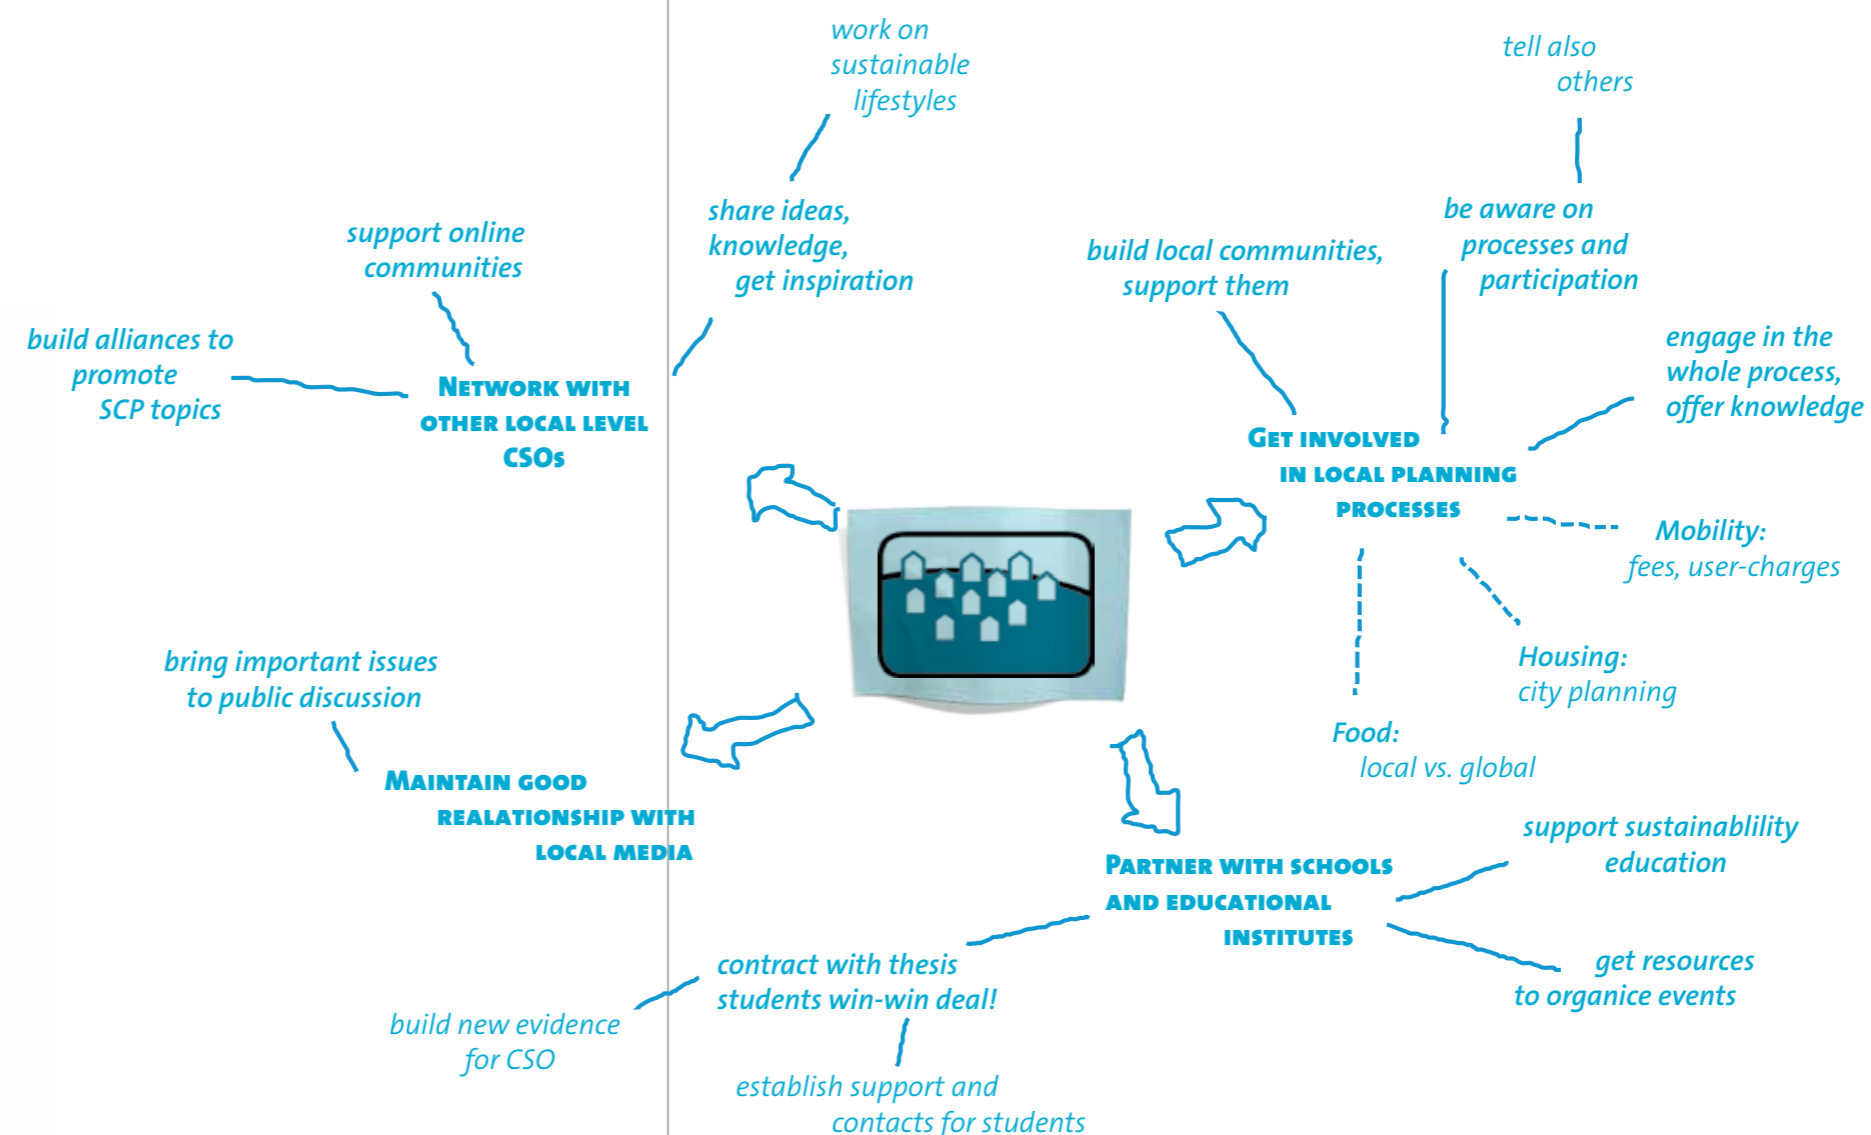 work on
sustainable
lifestyles
tell also
others
share ideas,
knowledge,
get inspiration
support online
communities
build alliances to
promote
SCP topics
NETWORK WITH
OTHER LOCAL LEVEL
CSOs
build local communities,
support them
be aware on
processes and
participation
engage in the
whole process,
offer knowledge
GET INVOLVED
IN LOCAL PLANNING
PROCESSES
Mobility:
fees, user-charges
Housing:
city planning
Food:
local vs. global
bring important issues
to public discussion
MAINTAIN GOOD
REALATIONSHIP WITH
LOCAL MEDIA
PARTNER WITH SCHOOLS
AND EDUCATIONAL
INSTITUTES
support sustainablility
education
get resources
to organice events
contract with thesis
students win-win deal!
build new evidence
for CSO
establish support and
contacts for students